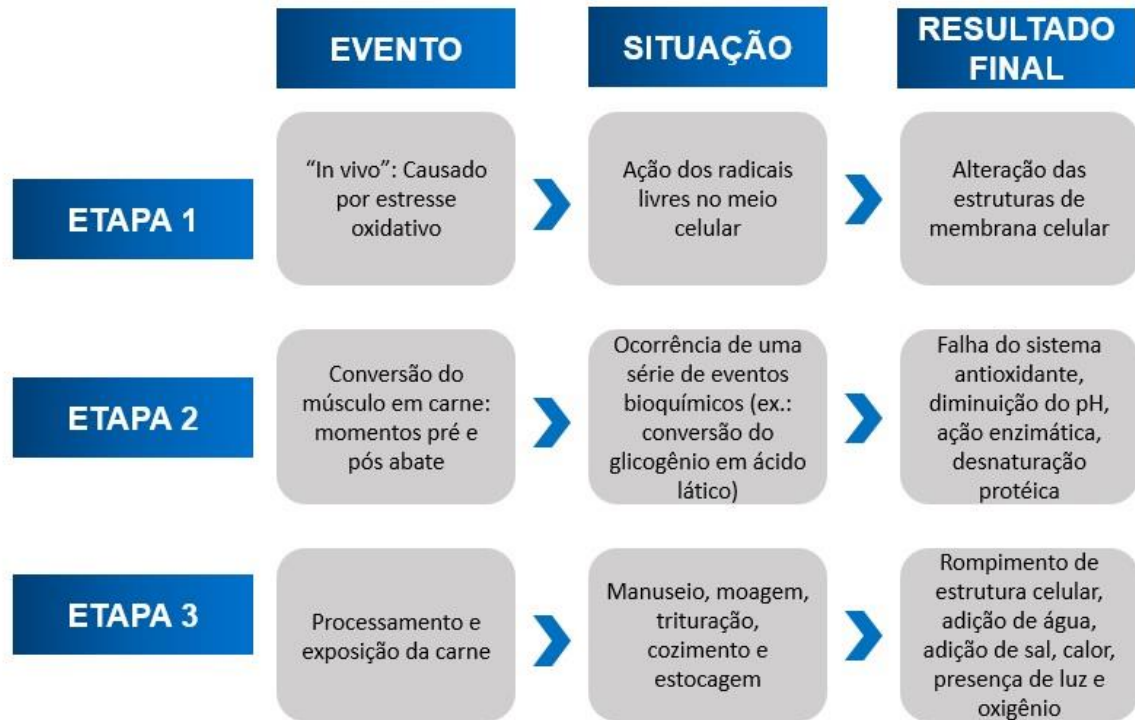 EVENTO
SITUAÇÃO
RESULTADO
FINAL
ETAPA 1
“In vivo”: Causado
por estresse
oxidativo
Ação dos radicais
livres no meio
celular
Alteração das
estruturas de
membrana celular
ETAPA 2
Conversão do
músculo em carne:
momentos pré e
pós abate
Ocorrência de uma
série de eventos
bioquímicos (ex.:
conversão do
glicogênio em ácido
lático)
Falha do sistema
antioxidante,
diminuição do pH,
ação enzimática,
desnaturação
protéica
ETAPA 3
Processamento e
exposição da carne
Manuseio, moagem,
trituração,
cozimento e
estocagem
Rompimento de
estrutura celular,
adição de água,
adição de sal, calor,
presença de luz e
oxigênio